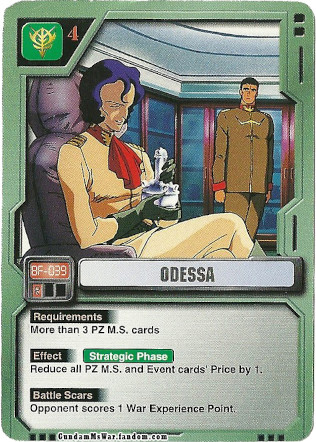 4
BF-039
ODESSA
Requirements
More than 3 PZ M.S. cards
Effect Strategic Phase
Reduce all PZ M.S. and Event cards' Price by 1.
Battle Scars
Opponent scores 1 War Experience Point.
GundamMsWar.fandom.com